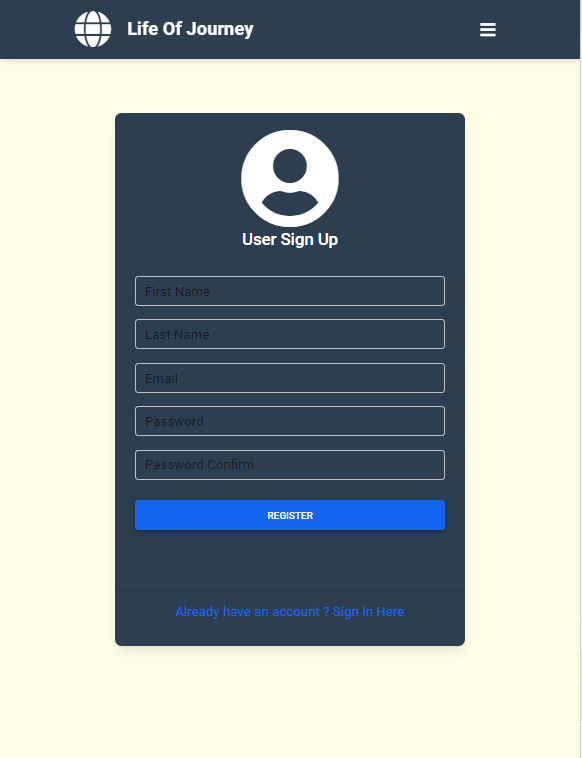 Life Of Journey
User Sign Up
First Name
Last Name
Email
Password
Password Confirm
REGISTER
Already have an account ? Sign In Here